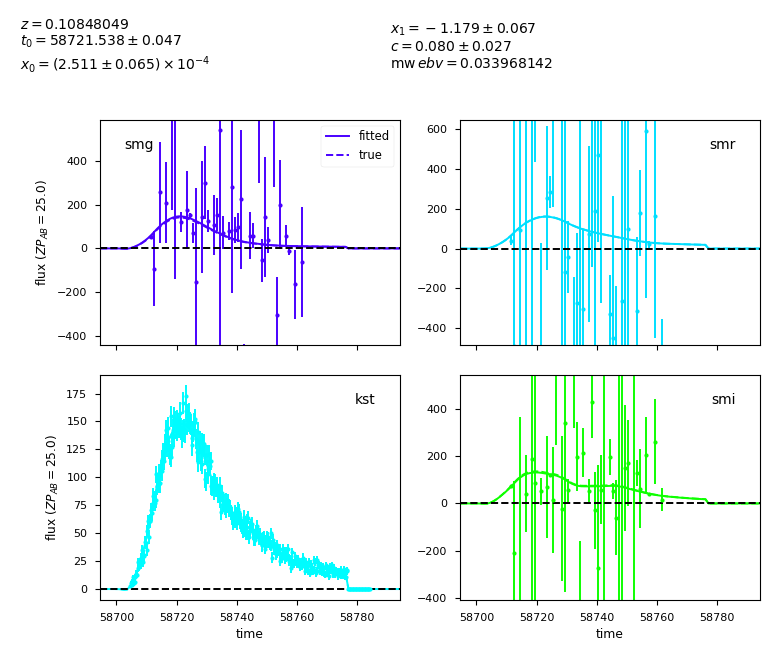 z = 0.10848049
t₀ = 58721.538 ± 0.047
x₀ = (2.511 ± 0.065) × 10⁻⁴
x₁ = −1.179 ± 0.067
c = 0.080 ± 0.027
mw ebv = 0.033968142
smg
fitted
true
400
200
0
−200
−400
flux (ZP_AB = 25.0)
smr
600
400
200
0
−200
−400
kst
175
150
125
100
75
50
25
0
flux (ZP_AB = 25.0)
58700 58720 58740 58760 58780
time
smi
400
200
0
−200
−400
58700 58720 58740 58760 58780
time